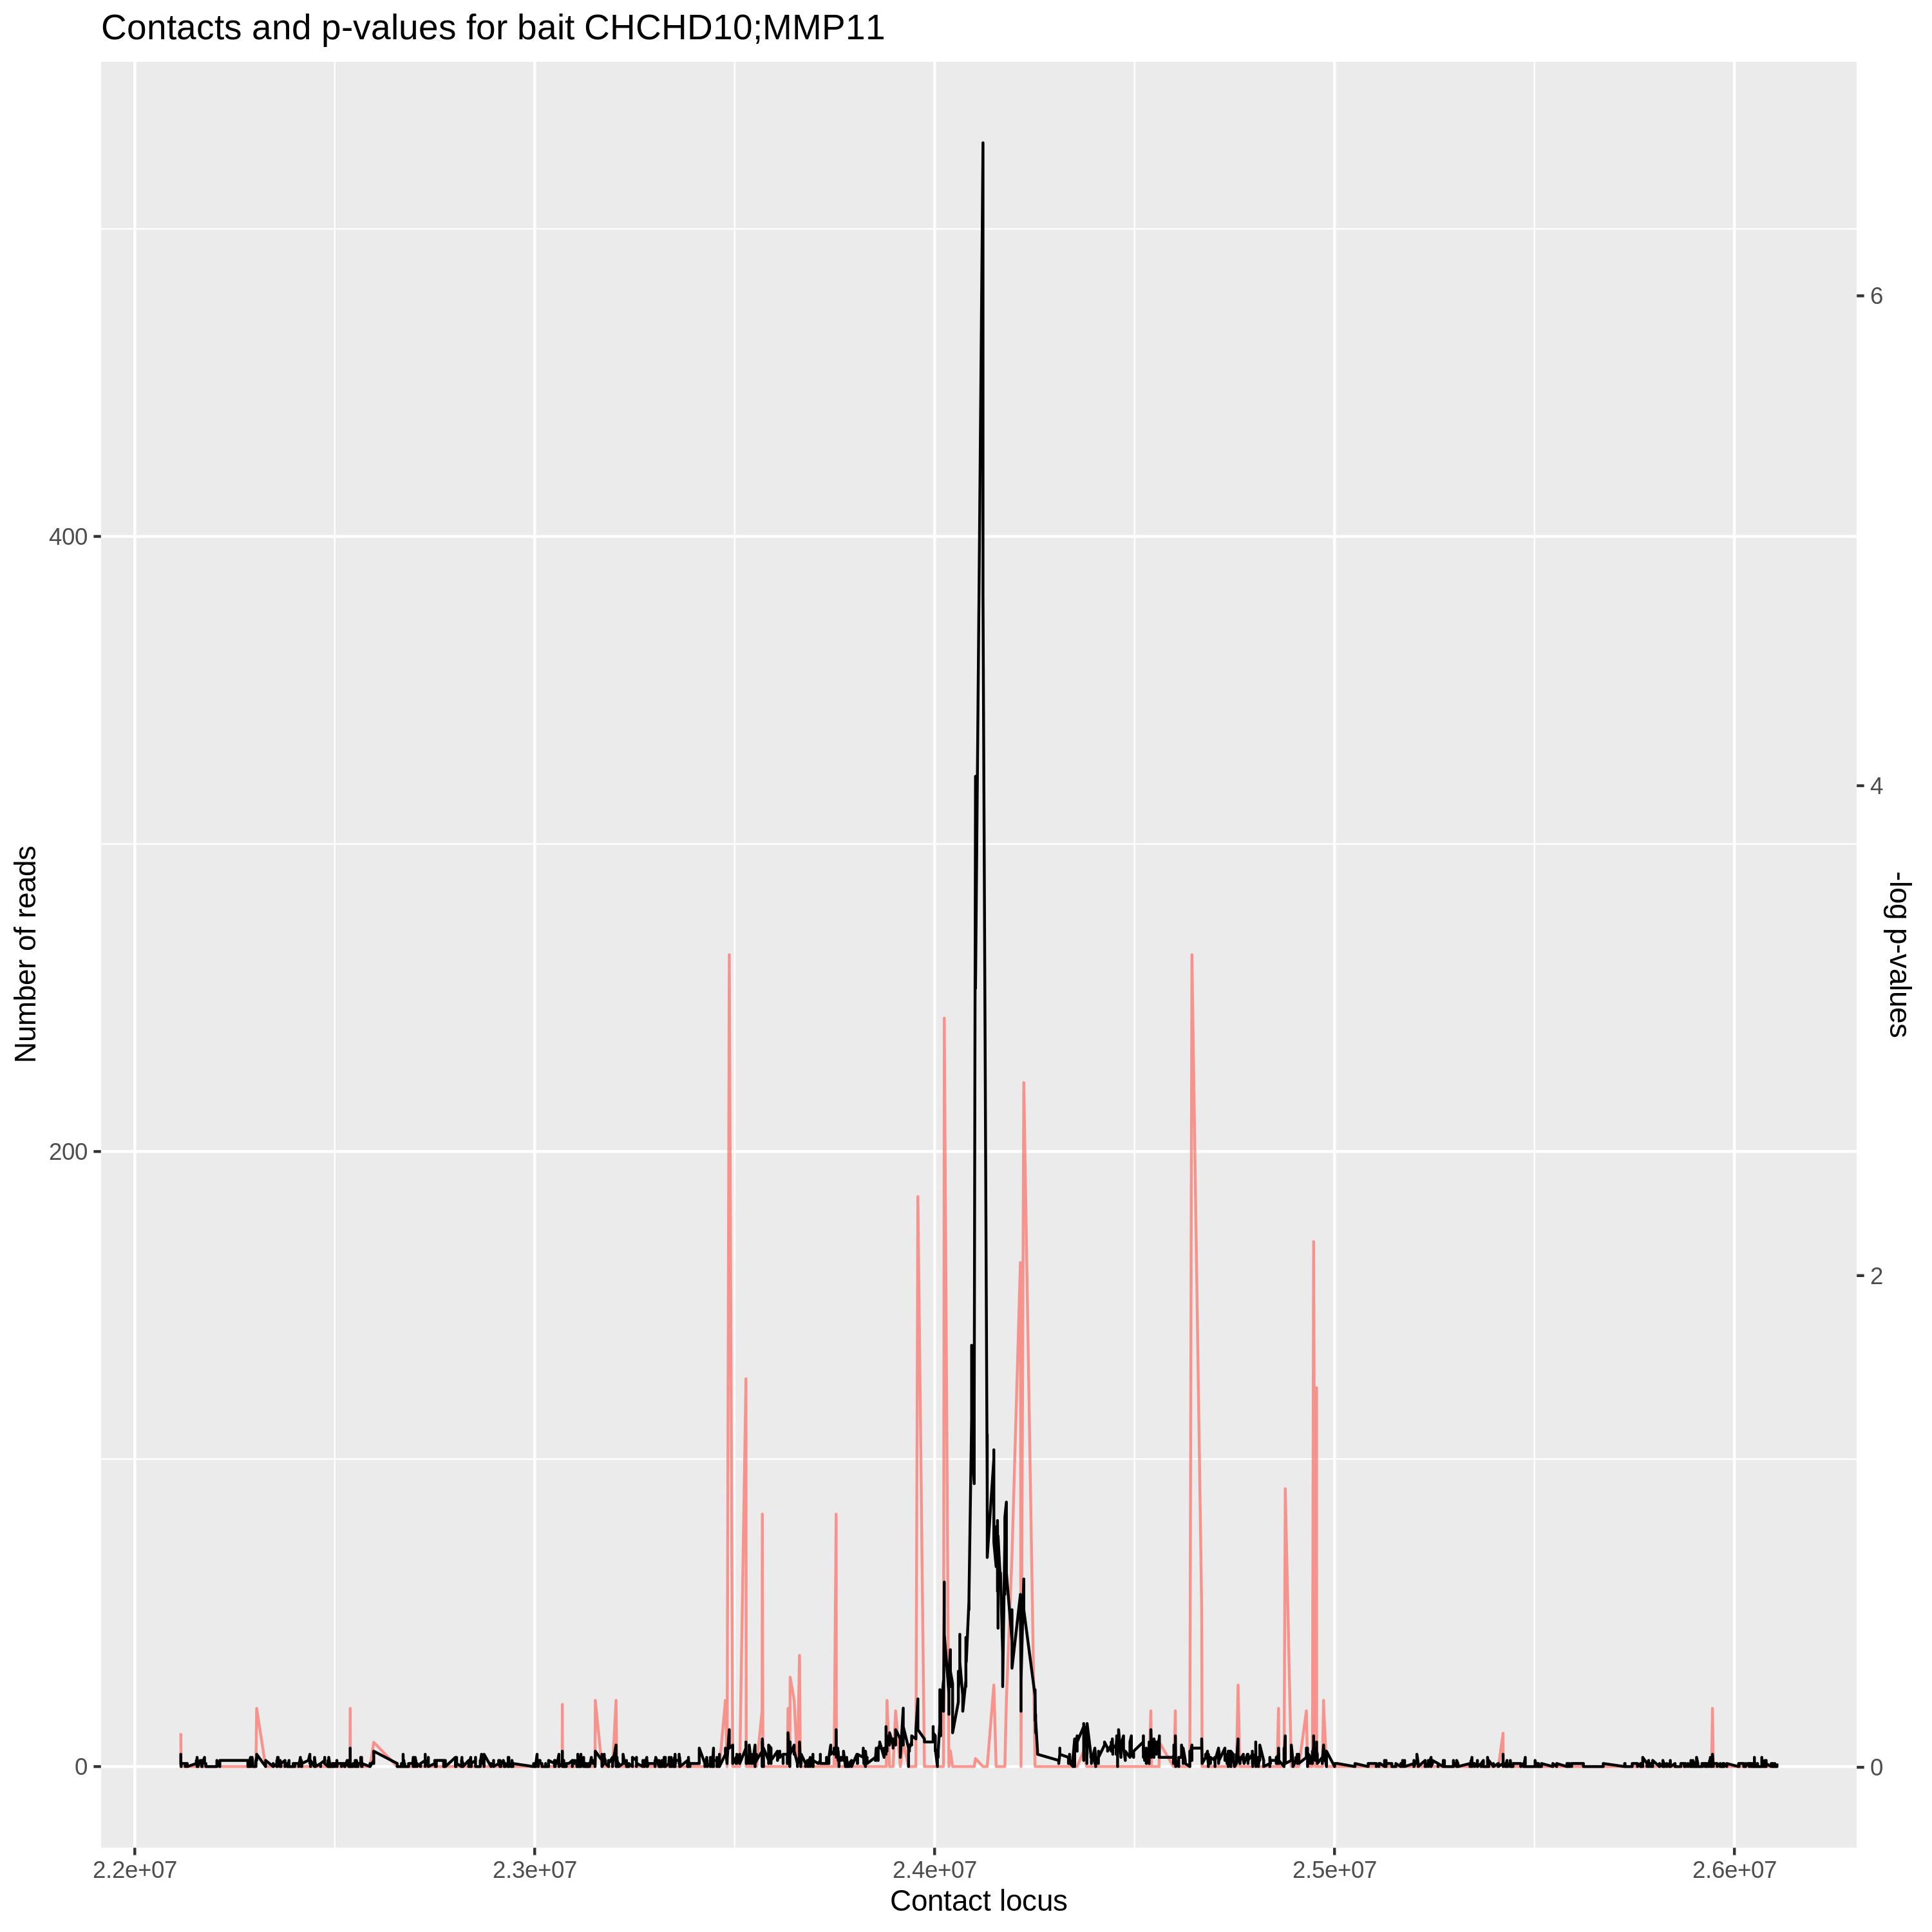 Contacts and p-values for bait CHCHD10;MMP11
Number of reads
400
200
0
6
4
2
0
-log p-values
2.2e+07 2.3e+07 2.4e+07 2.5e+07 2.6e+07
Contact locus